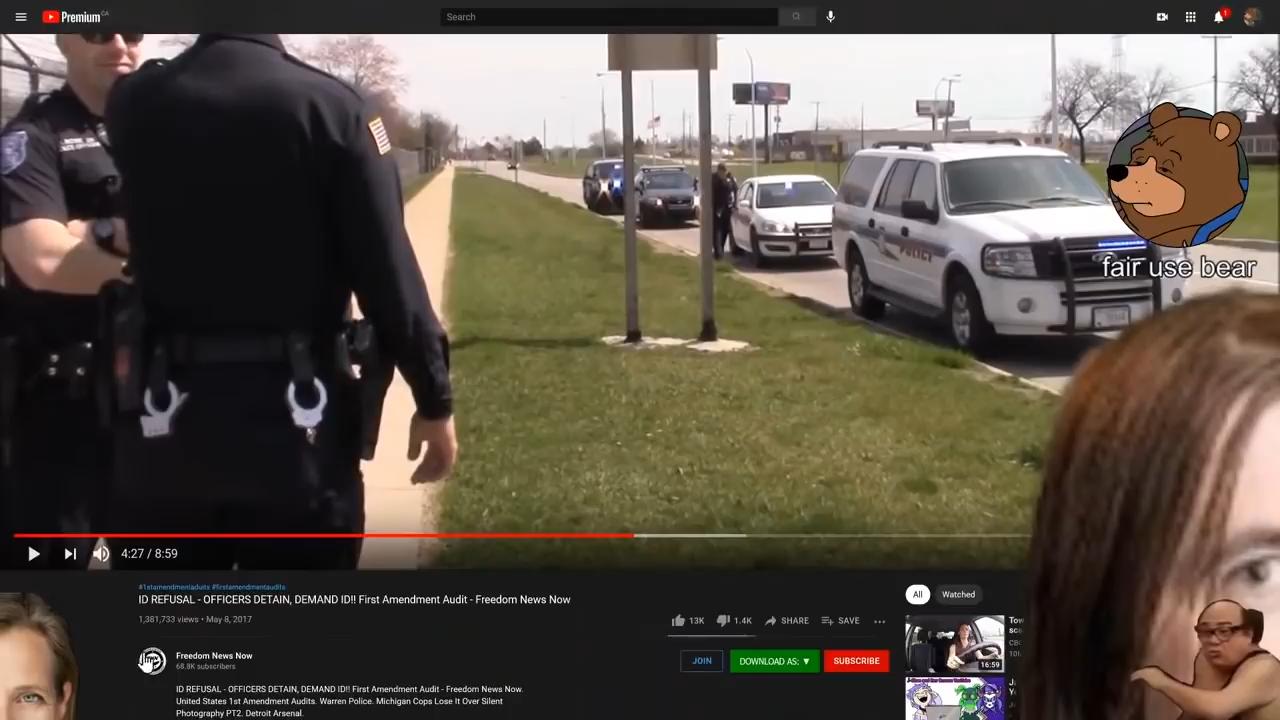 Premium CA
Search
1
POLICE
fair use bear
4:27 / 8:59
#1stamendmentaduits #firstamendmentaudits
ID REFUSAL - OFFICERS DETAIN, DEMAND ID!! First Amendment Audit - Freedom News Now
1,381,733 views • May 8, 2017
13K
1.4K
SHARE
SAVE
All
Watched
Freedom News Now
68.8K subscribers
JOIN
DOWNLOAD AS: ▼
SUBSCRIBE
ID REFUSAL - OFFICERS DETAIN, DEMAND ID!! First Amendment Audit - Freedom News Now.
United States 1st Amendment Audits. Warren Police. Michigan Cops Lose It Over Silent
Photography PT2. Detroit Arsenal.
16:59